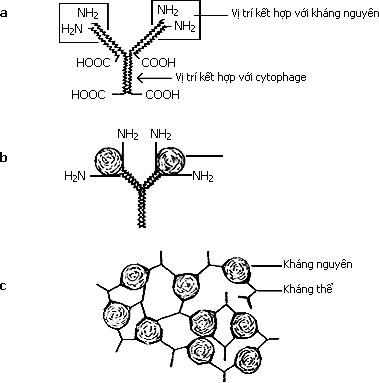 a
NH2
NH2
H2N
NH2
Vị trí kết hợp với kháng nguyên
HOOC
COOH
Vị trí kết hợp với cytophage
HOOC
COOH
b
NH2
NH2
H2N
NH2
c
Kháng nguyên
Kháng thể